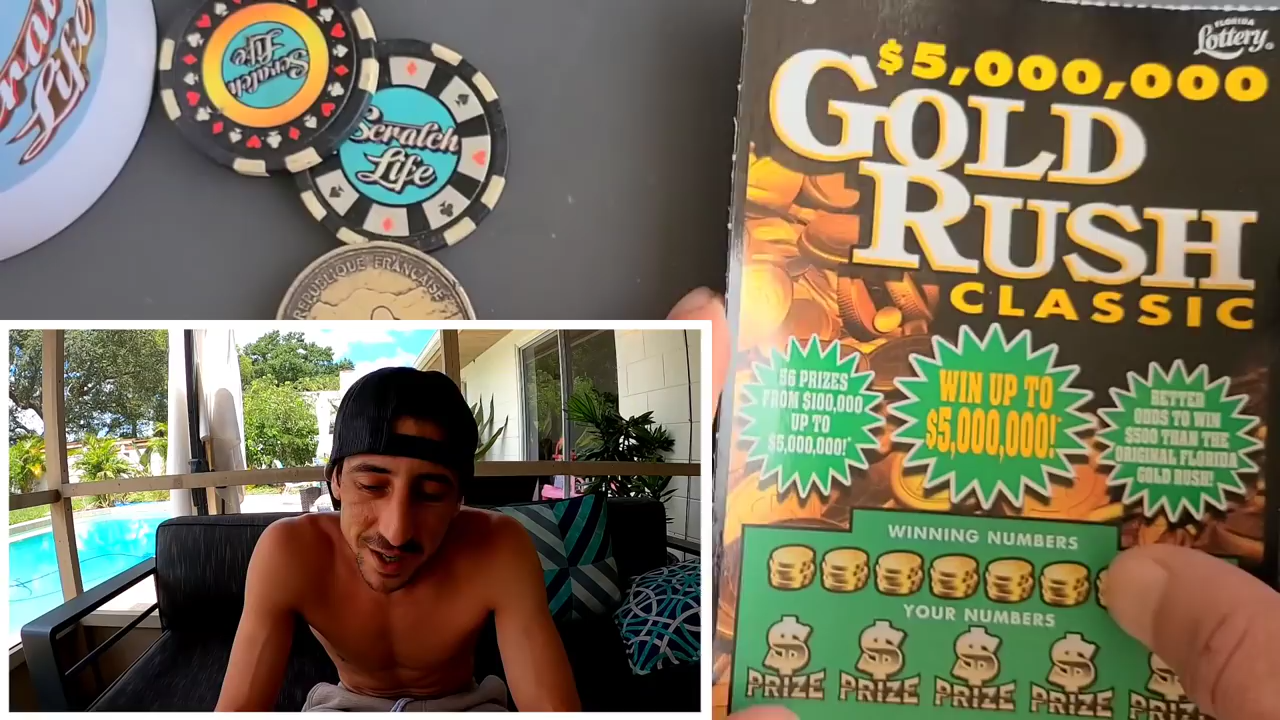 Scratch
Life
Scratch
Life
Scratch
Life
REPUBLIQUE FRANÇAISE
FLORIDA
Lottery®
$5,000,000
GOLD
RUSH
CLASSIC
56 PRIZES
FROM $100,000
UP TO
$5,000,000!*
WIN UP TO
$5,000,000!*
BETTER
ODDS TO WIN
$500 THAN THE
ORIGINAL FLORIDA
GOLD RUSH!
WINNING NUMBERS
YOUR NUMBERS
PRIZE PRIZE PRIZE PRIZE PRIZE